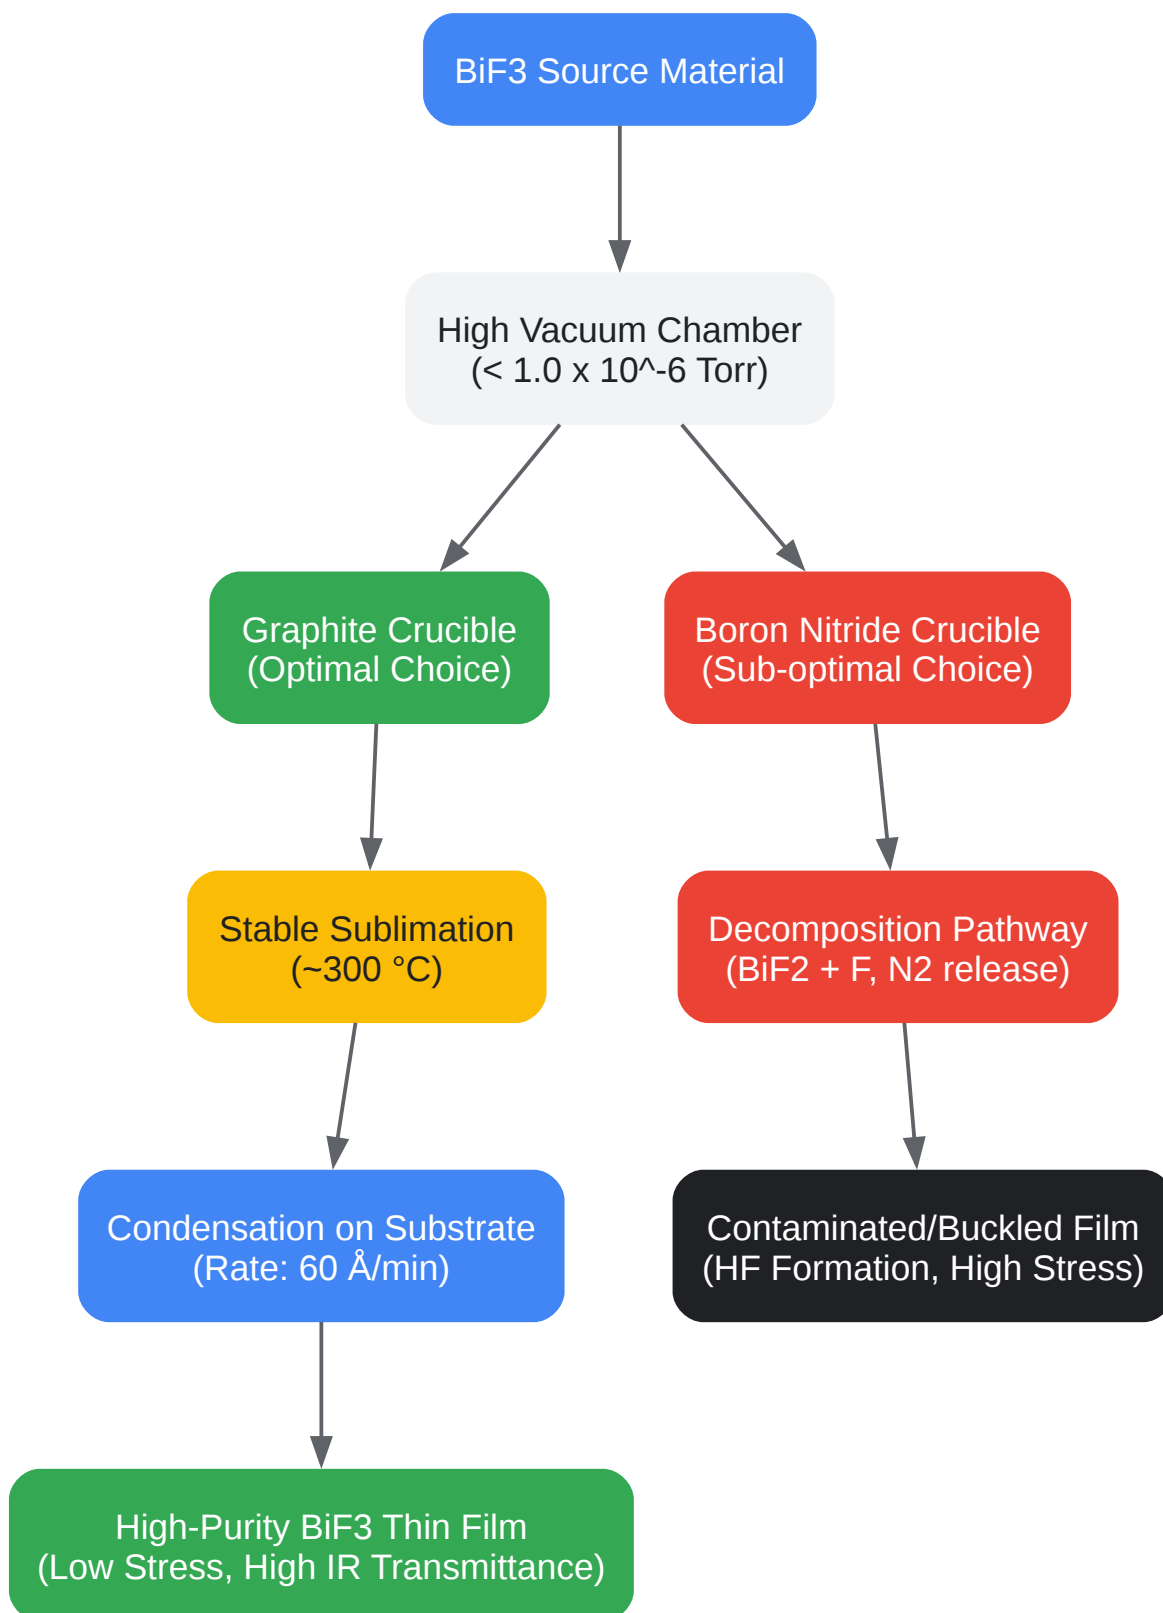 BiF3 Source Material
High Vacuum Chamber
(< 1.0 x 10^-6 Torr)
Graphite Crucible
(Optimal Choice)
Boron Nitride Crucible
(Sub-optimal Choice)
Stable Sublimation
(~300 °C)
Decomposition Pathway
(BiF2 + F, N2 release)
Condensation on Substrate
(Rate: 60 Å/min)
Contaminated/Buckled Film
(HF Formation, High Stress)
High-Purity BiF3 Thin Film
(Low Stress, High IR Transmittance)